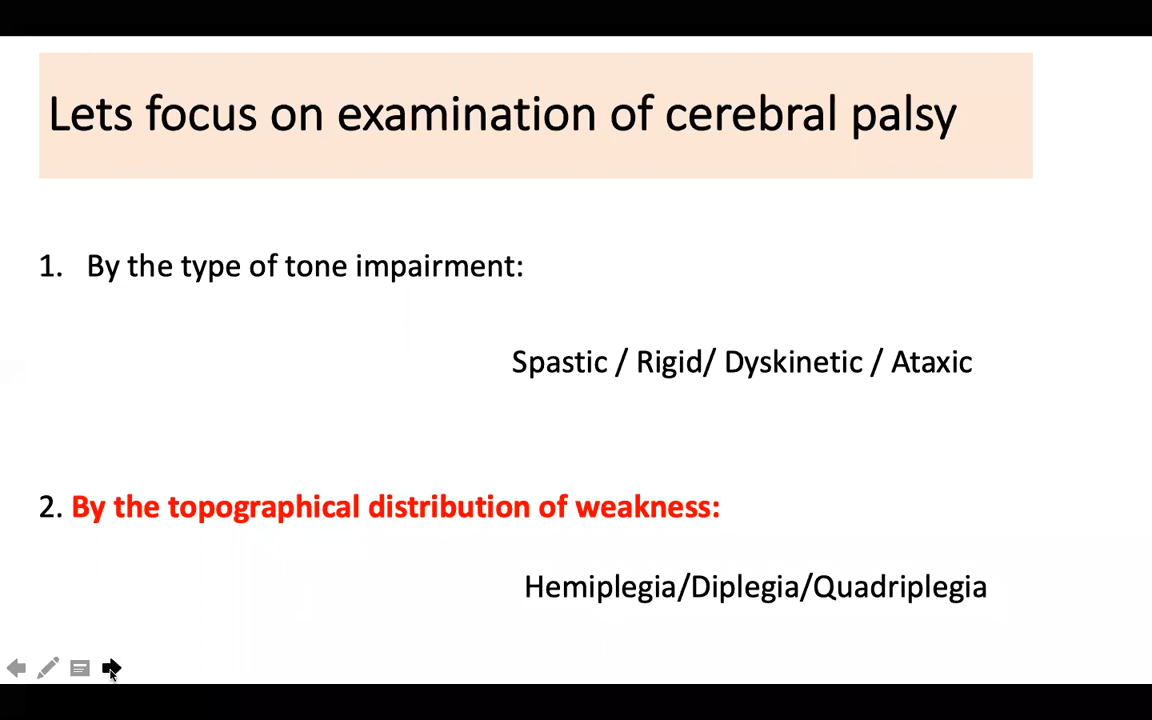 Lets focus on examination of cerebral palsy
1. By the type of tone impairment:
Spastic / Rigid/ Dyskinetic / Ataxic
2. By the topographical distribution of weakness:
Hemiplegia/Diplegia/Quadriplegia